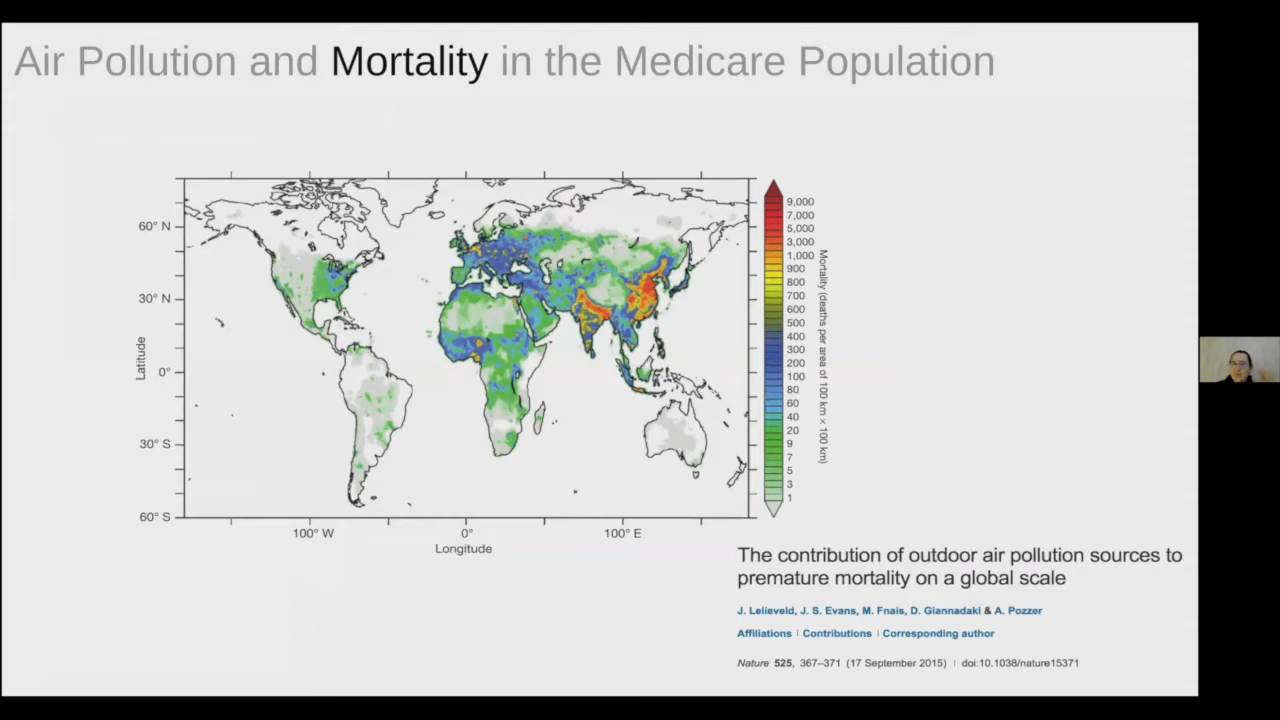 Air Pollution and Mortality in the Medicare Population
60° N
30° N
0°
30° S
60° S
Latitude
100° W
0°
100° E
Longitude
9,000
7,000
5,000
3,000
1,000
900
800
700
600
500
400
300
200
100
80
60
40
20
9
7
5
3
1
Mortality (deaths per area of 100 km × 100 km)
The contribution of outdoor air pollution sources to
premature mortality on a global scale
J. Lelieveld, J. S. Evans, M. Fnais, D. Giannadaki & A. Pozzer
Affiliations | Contributions | Corresponding author
Nature 525, 367–371 (17 September 2015) | doi:10.1038/nature15371